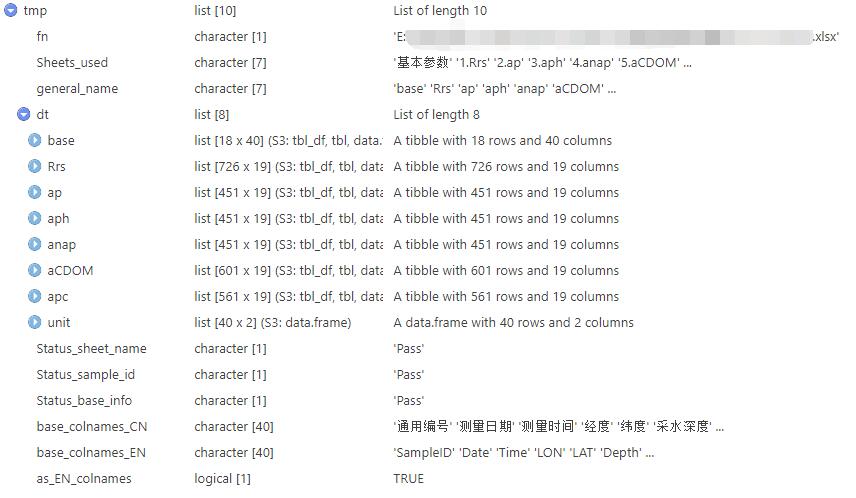 tmp list [10] List of length 10
fn character [1] 'E: .xlsx'
Sheets_used character [7] '基本参数' '1.Rrs' '2.ap' '3.aph' '4.anap' '5.aCDOM' ...
general_name character [7] 'base' 'Rrs' 'ap' 'aph' 'anap' 'aCDOM' ...
dt list [8] List of length 8
base list [18 x 40] (S3: tbl_df, tbl, data. A tibble with 18 rows and 40 columns
Rrs list [726 x 19] (S3: tbl_df, tbl, data A tibble with 726 rows and 19 columns
ap list [451 x 19] (S3: tbl_df, tbl, data A tibble with 451 rows and 19 columns
aph list [451 x 19] (S3: tbl_df, tbl, data A tibble with 451 rows and 19 columns
anap list [451 x 19] (S3: tbl_df, tbl, data A tibble with 451 rows and 19 columns
aCDOM list [601 x 19] (S3: tbl_df, tbl, data A tibble with 601 rows and 19 columns
apc list [561 x 19] (S3: tbl_df, tbl, data A tibble with 561 rows and 19 columns
unit list [40 x 2] (S3: data.frame) A data.frame with 40 rows and 2 columns
Status_sheet_name character [1] 'Pass'
Status_sample_id character [1] 'Pass'
Status_base_info character [1] 'Pass'
base_colnames_CN character [40] '通用编号' '测量日期' '测量时间' '经度' '纬度' '采水深度' ...
base_colnames_EN character [40] 'SampleID' 'Date' 'Time' 'LON' 'LAT' 'Depth' ...
as_EN_colnames logical [1] TRUE